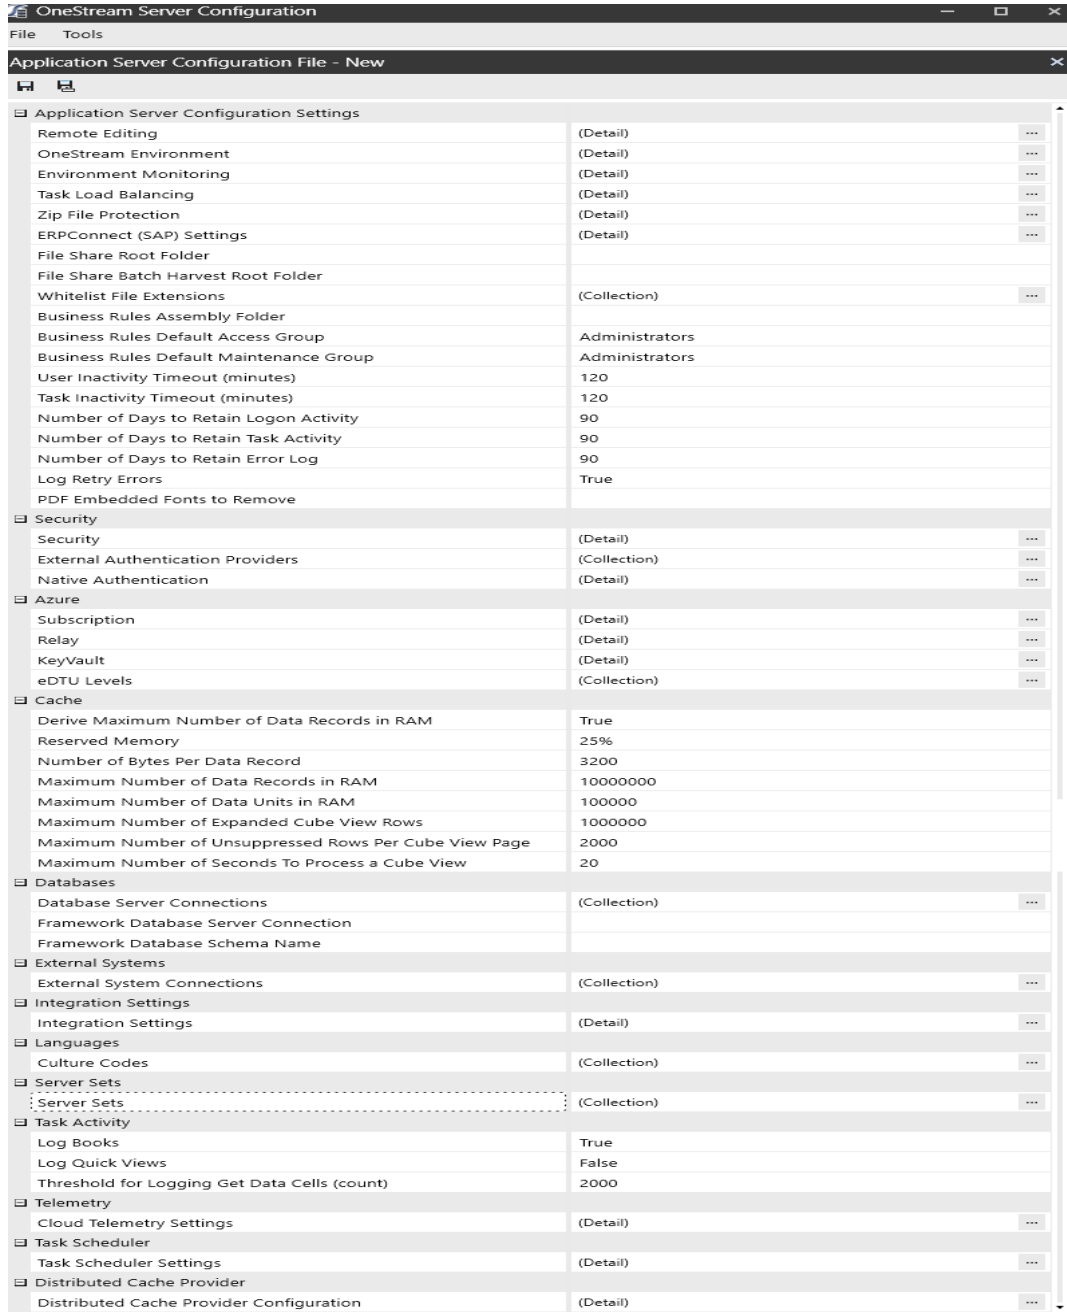 OneStream Server Configuration
File Tools
Application Server Configuration File - New
Application Server Configuration Settings
Remote Editing (Detail) ...
OneStream Environment (Detail) ...
Environment Monitoring (Detail) ...
Task Load Balancing (Detail) ...
Zip File Protection (Detail) ...
ERPConnect (SAP) Settings (Detail) ...
File Share Root Folder
File Share Batch Harvest Root Folder
Whitelist File Extensions (Collection) ...
Business Rules Assembly Folder
Business Rules Default Access Group Administrators
Business Rules Default Maintenance Group Administrators
User Inactivity Timeout (minutes) 120
Task Inactivity Timeout (minutes) 120
Number of Days to Retain Logon Activity 90
Number of Days to Retain Task Activity 90
Number of Days to Retain Error Log 90
Log Retry Errors True
PDF Embedded Fonts to Remove
Security
Security (Detail) ...
External Authentication Providers (Collection) ...
Native Authentication (Detail) ...
Azure
Subscription (Detail) ...
Relay (Detail) ...
KeyVault (Detail) ...
eDTU Levels (Collection) ...
Cache
Derive Maximum Number of Data Records in RAM True
Reserved Memory 25%
Number of Bytes Per Data Record 3200
Maximum Number of Data Records in RAM 10000000
Maximum Number of Data Units in RAM 100000
Maximum Number of Expanded Cube View Rows 1000000
Maximum Number of Unsuppressed Rows Per Cube View Page 2000
Maximum Number of Seconds To Process a Cube View 20
Databases
Database Server Connections (Collection) ...
Framework Database Server Connection
Framework Database Schema Name
External Systems
External System Connections (Collection) ...
Integration Settings
Integration Settings (Detail) ...
Languages
Culture Codes (Collection) ...
Server Sets
Server Sets (Collection) ...
Task Activity
Log Books True
Log Quick Views False
Threshold for Logging Get Data Cells (count) 2000
Telemetry
Cloud Telemetry Settings (Detail) ...
Task Scheduler
Task Scheduler Settings (Detail) ...
Distributed Cache Provider
Distributed Cache Provider Configuration (Detail) ...